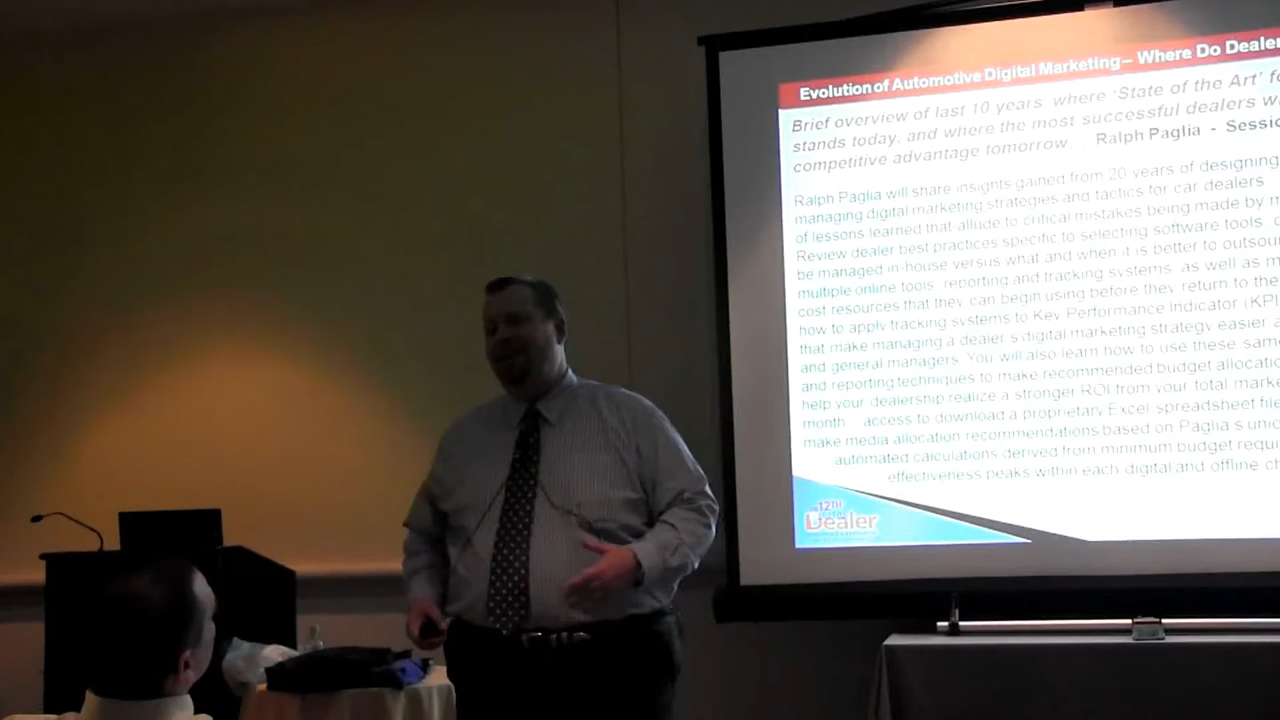 Evolution of Automotive Digital Marketing – Where Do Dealer
Brief overview of last 10 years, where 'State of the Art' fo
stands today, and where the most successful dealers wi
competitive advantage tomorrow... Ralph Paglia - Sessio
Ralph Paglia will share insights gained from 20 years of designing
managing digital marketing strategies and tactics for car dealers
of lessons learned that allude to critical mistakes being made by m
Review dealer best practices specific to selecting software tools,
be managed in-house versus what and when it is better to outsou
multiple online tools, reporting and tracking systems, as well as m
cost resources that they can begin using before they return to the
how to apply tracking systems to Key Performance Indicator (KPI
that make managing a dealer's digital marketing strategy easier
and general managers. You will also learn how to use these same
and reporting techniques to make recommended budget allocatio
help your dealership realize a stronger ROI from your total marke
month... access to download a proprietary Excel spreadsheet file
make media allocation recommendations based on Paglia's uniq
automated calculations derived from minimum budget requ
effectiveness peaks within each digital and offline ch
12TH
Dealer